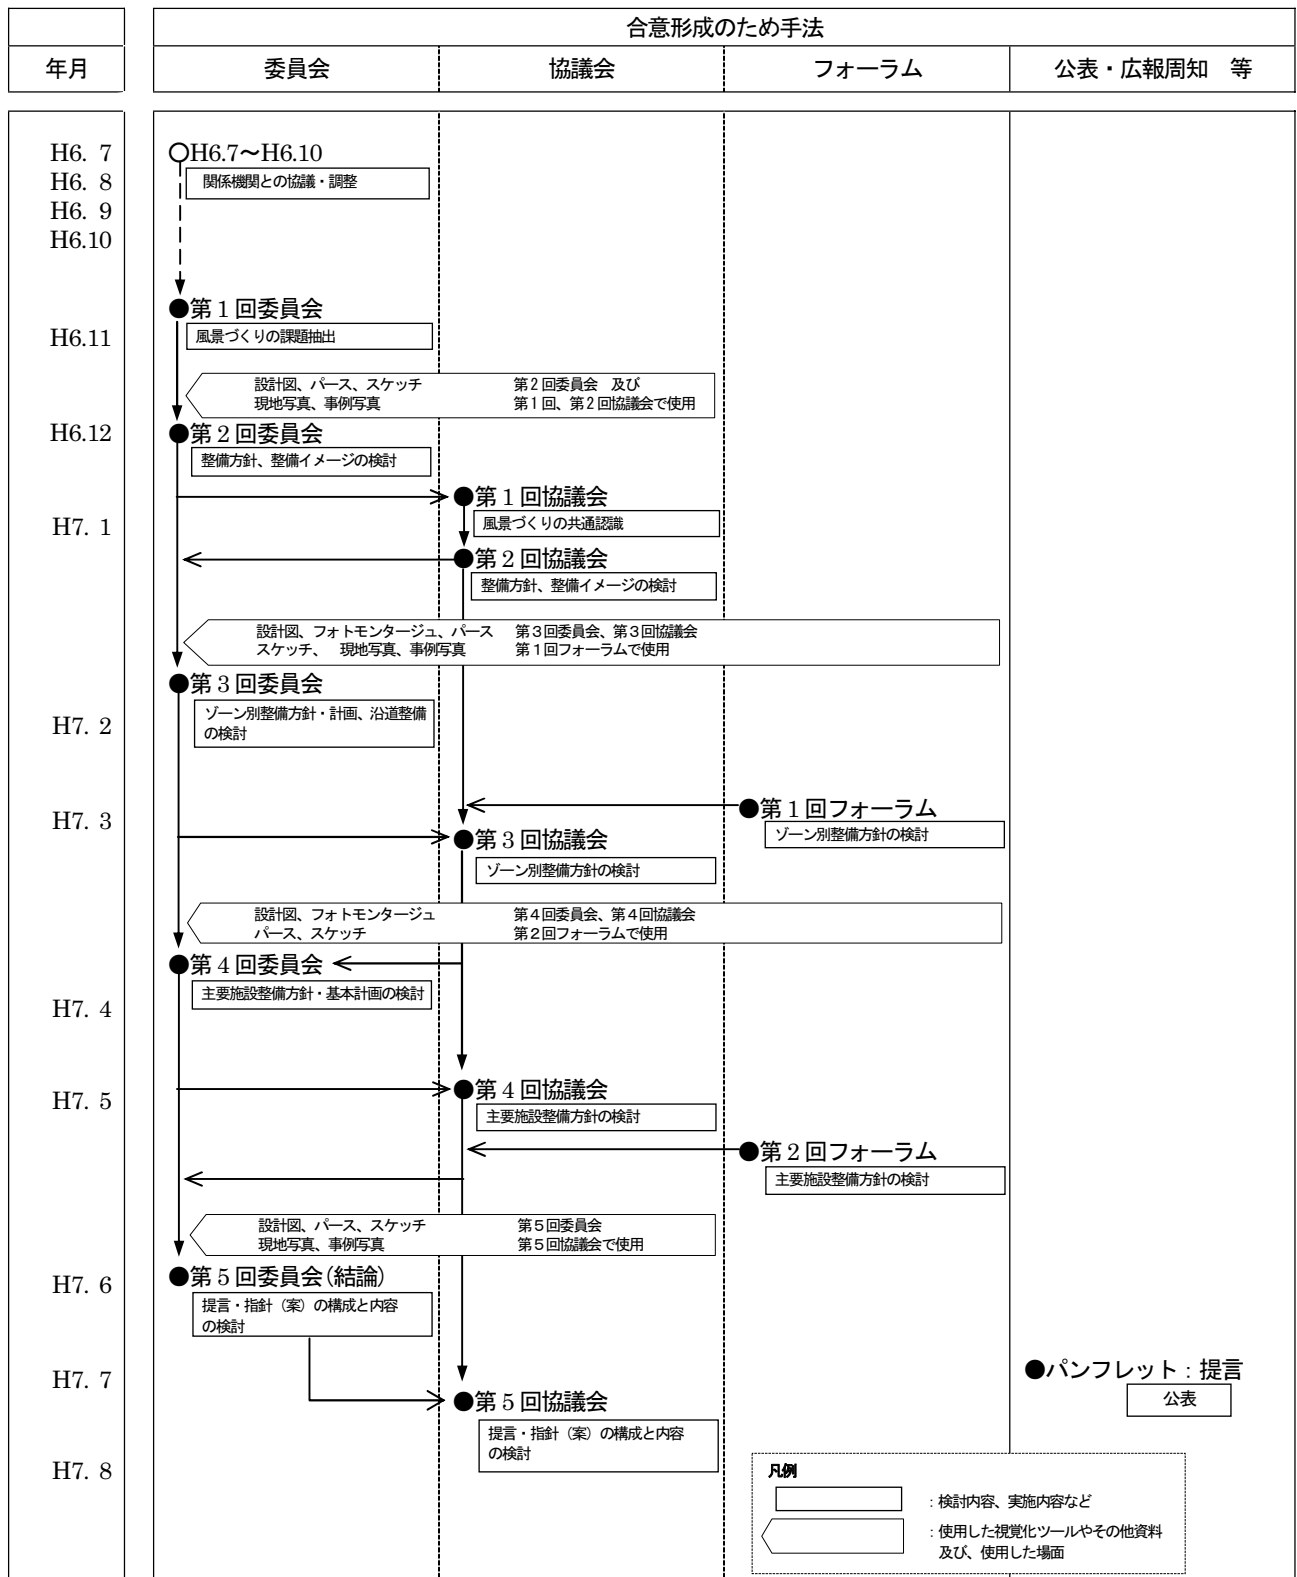 合意形成のため手法
年月
委員会
協議会
フォーラム
公表・広報周知　等
H6. 7
○H6.7～H6.10
関係機関との協議・調整
H6. 8
H6. 9
H6.10
●第1回委員会
H6.11
風景づくりの課題抽出
設計図、パース、スケッチ　第2回委員会　及び
現地写真、事例写真　第1回、第2回協議会で使用
H6.12
●第2回委員会
整備方針、整備イメージの検討
●第1回協議会
H7. 1
風景づくりの共通認識
●第2回協議会
整備方針、整備イメージの検討
設計図、フォトモンタージュ、パース　第3回委員会、第3回協議会
スケッチ、　現地写真、事例写真　第1回フォーラムで使用
●第3回委員会
H7. 2
ゾーン別整備方針・計画、沿道整備
の検討
●第1回フォーラム
H7. 3
ゾーン別整備方針の検討
●第3回協議会
ゾーン別整備方針の検討
設計図、フォトモンタージュ　第4回委員会、第4回協議会
パース、スケッチ　第2回フォーラムで使用
●第4回委員会
主要施設整備方針・基本計画の検討
H7. 4
●第4回協議会
H7. 5
主要施設整備方針の検討
●第2回フォーラム
主要施設整備方針の検討
設計図、パース、スケッチ　第5回委員会
現地写真、事例写真　第5回協議会で使用
H7. 6
●第5回委員会(結論)
提言・指針（案）の構成と内容
の検討
H7. 7
●パンフレット：提言
公表
●第5回協議会
提言・指針（案）の構成と内容
の検討
H7. 8
凡例
：検討内容、実施内容など
：使用した視覚化ツールやその他資料
及び、使用した場面